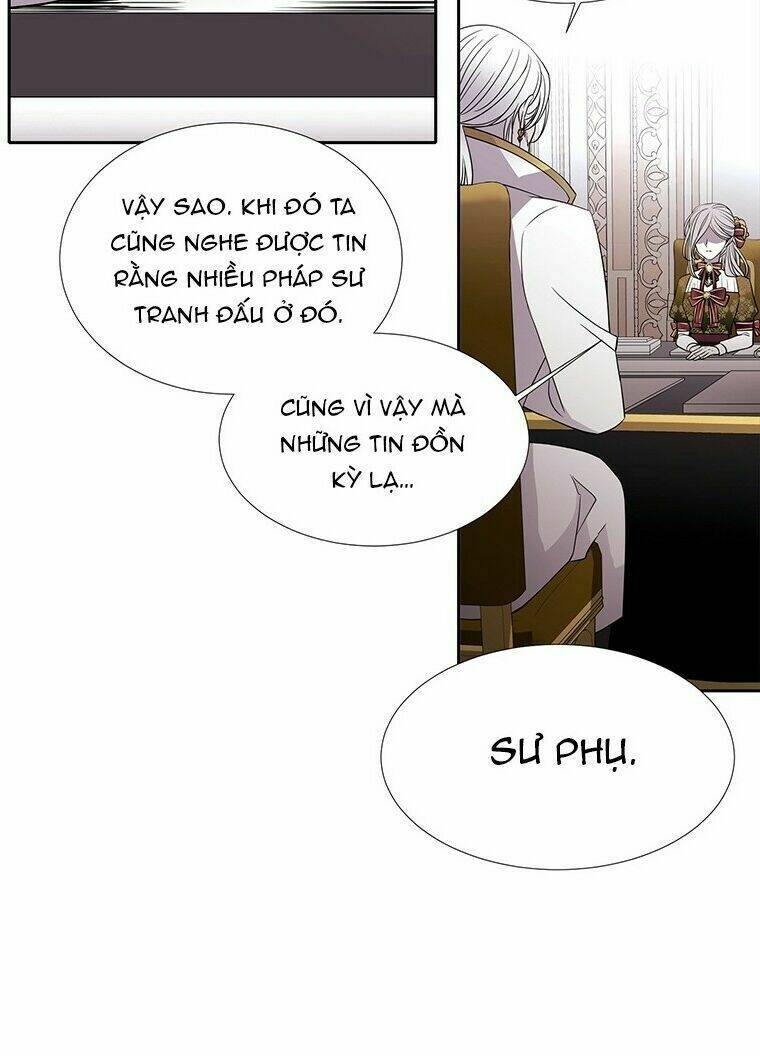 VẬY SAO, KHI ĐÓ TA
CŨNG NGHE ĐƯỢC TIN
RẰNG NHIỀU PHÁP SƯ
TRANH ĐẤU Ở ĐÓ.
CŨNG VÌ VẬY MÀ
NHỮNG TIN ĐỒN
KỲ LẠ...
SƯ PHỤ.